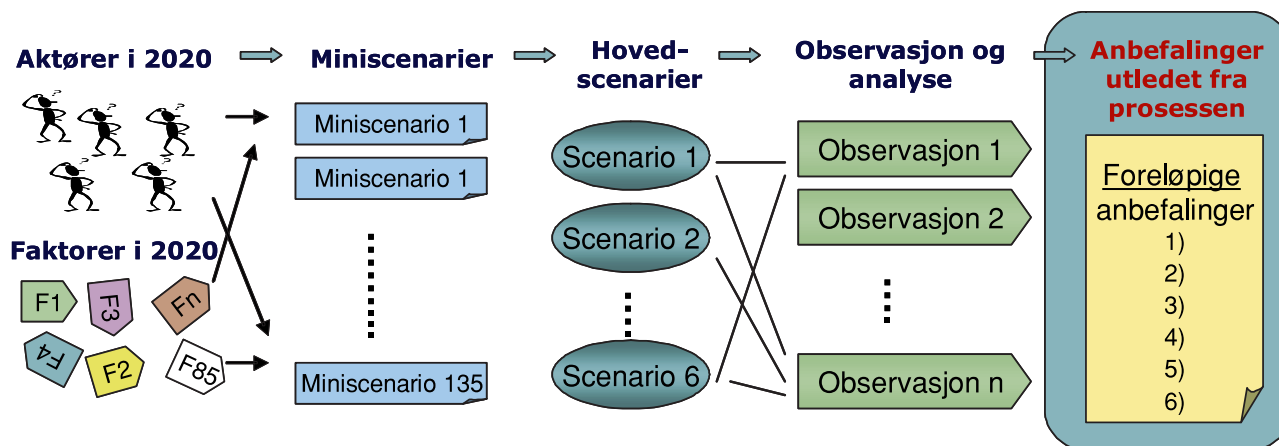 Aktører i 2020
Miniscenarier
Hoved-
scenarier
Observasjon og
analyse
Anbefalinger
utledet fra
prosessen
? ? ? ? ?
Miniscenario 1
Miniscenario 1
Miniscenario 135
Faktorer i 2020
F1
F3
Fn
F4
F2
F85
Scenario 1
Scenario 2
Scenario 6
Observasjon 1
Observasjon 2
Observasjon n
Foreløpige
anbefalinger
1)
2)
3)
4)
5)
6)